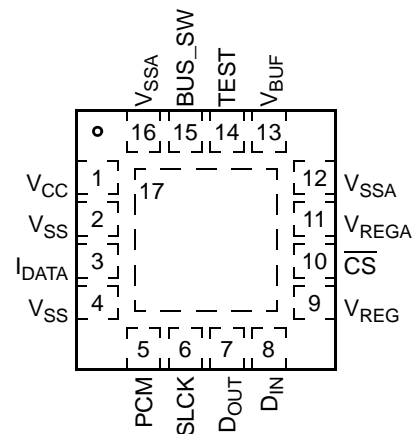 VSSA
BUS_SW
TEST
VBUF
16 15 14 13
VCC 1
17
12 VSSA
VSS 2
11 VREGA
IDATA 3
10 CS
VSS 4
9 VREG
5 6 7 8
PCM
SLCK
DOUT
DIN